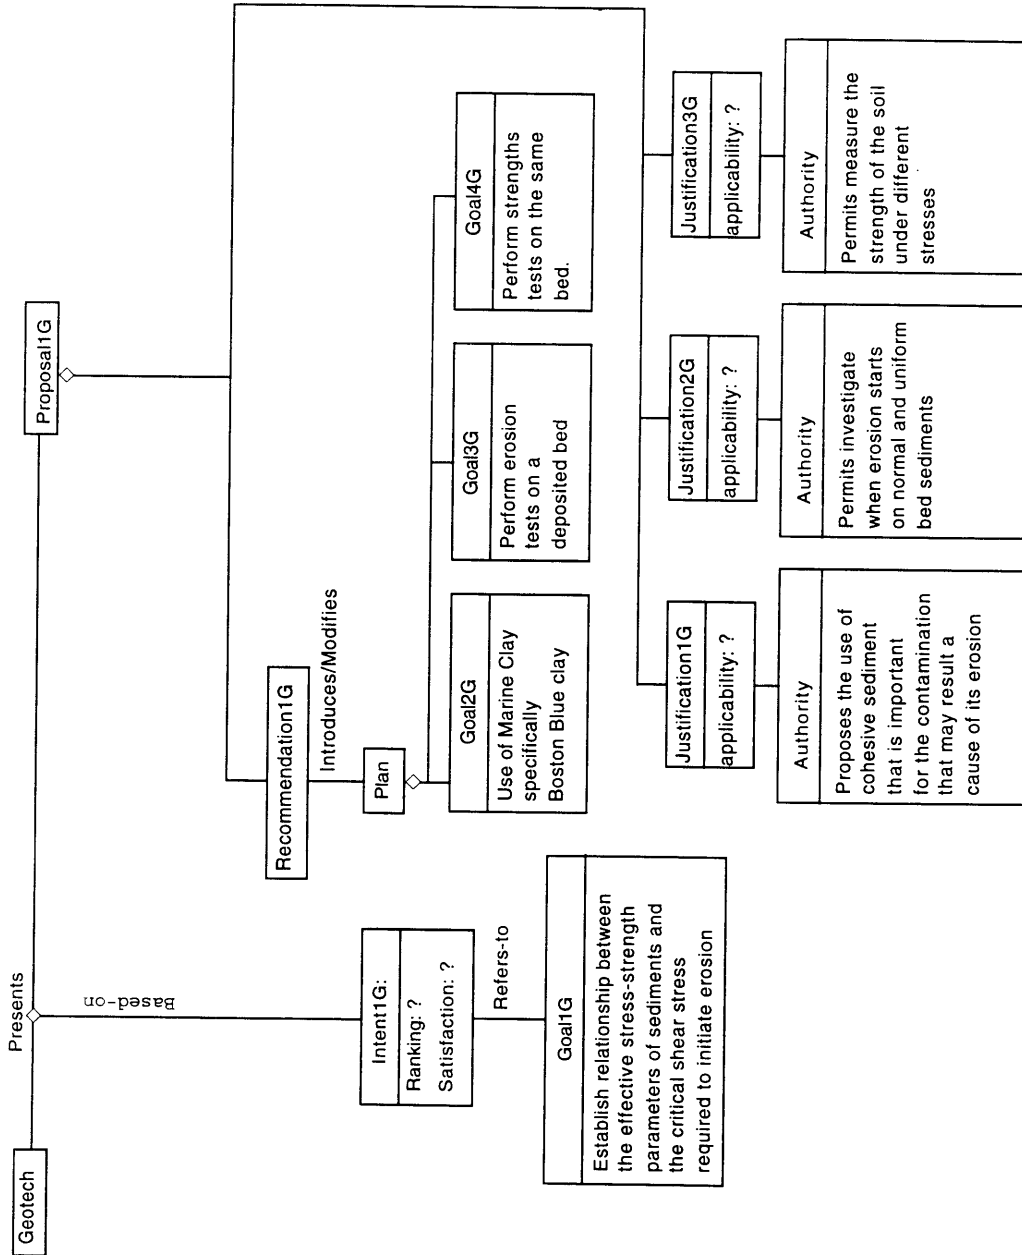 Geotech
Presents
Proposal1G
Based-on
Intent1G:
Ranking: ?
Satisfaction: ?
Refers-to
Goal1G
Establish relationship between
the effective stress-strength
parameters of sediments and
the critical shear stress
required to initiate erosion
Recommendation1G
Introduces/Modifies
Plan
Goal2G
Use of Marine Clay
specifically
Boston Blue clay
Goal3G
Perform erosion
tests on a
deposited bed
Goal4G
Perform strengths
tests on the same
bed.
Justification1G
applicability: ?
Authority
Proposes the use of
cohesive sediment
that is important
for the contamination
that may result a
cause of its erosion
Justification2G
applicability: ?
Authority
Permits investigate
when erosion starts
on normal and uniform
bed sediments
Justification3G
applicability: ?
Authority
Permits measure the
strength of the soil
under different
stresses